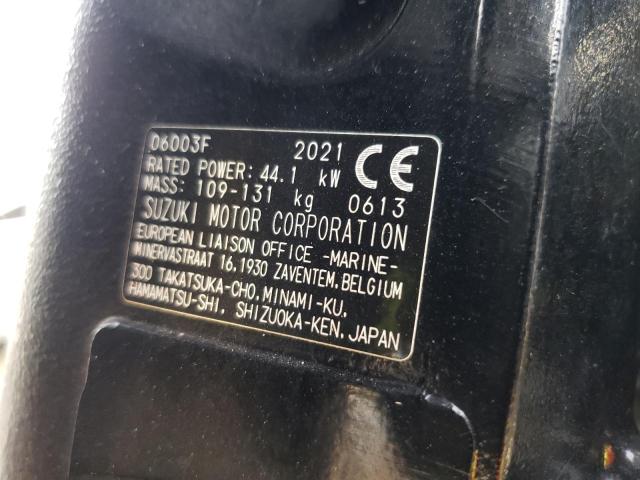 06003F 2021 CE
RATED POWER: 44.1 kW
MASS: 109-131 kg 0613
SUZUKI MOTOR CORPORATION
EUROPEAN LIAISON OFFICE -MARINE-
MINERVASTRAAT 16.1930 ZAVENTEM.BELGIUM
300 TAKATSUKA-CHO.MINAMI-KU.
HAMAMATSU-SHI. SHIZUOKA-KEN.JAPAN